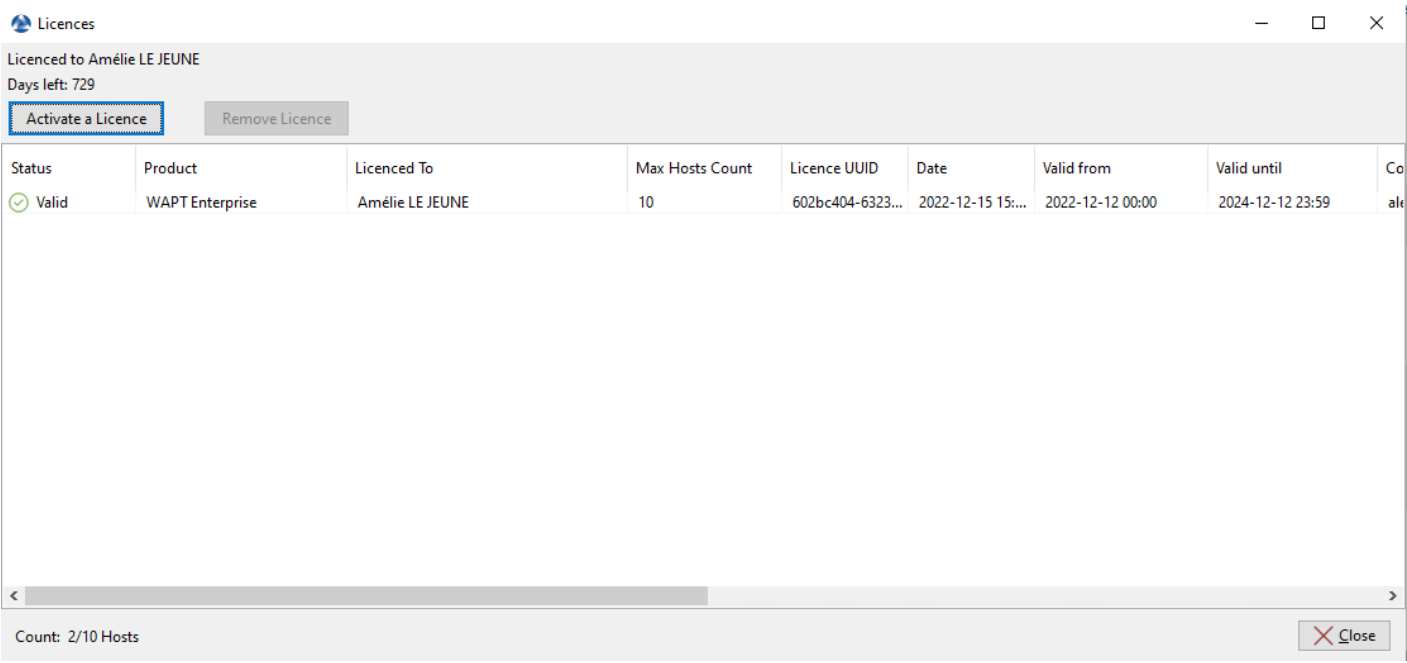 Licences
Licenced to Amélie LE JEUNE
Days left: 729
Activate a Licence Remove Licence
Status Product Licenced To Max Hosts Count Licence UUID Date Valid from Valid until Co
Valid WAPT Enterprise Amélie LE JEUNE 10 602bc404-6323... 2022-12-15 15:... 2022-12-12 00:00 2024-12-12 23:59 ale
Count: 2/10 Hosts Close